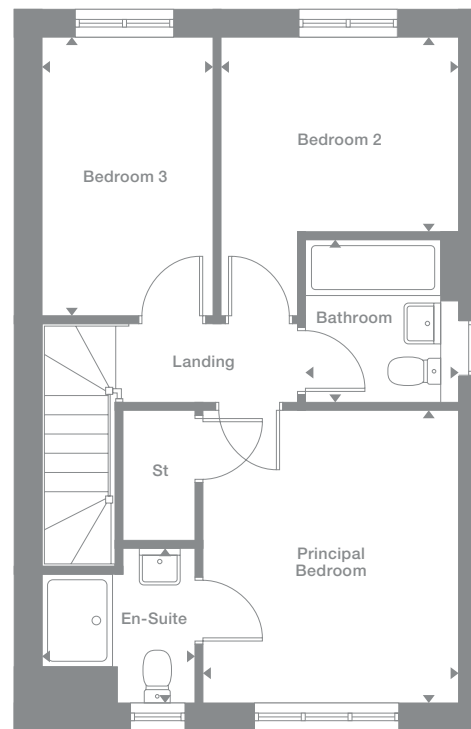 Bedroom 3
Bedroom 2
Bathroom
Landing
St
Principal
Bedroom
En-Suite